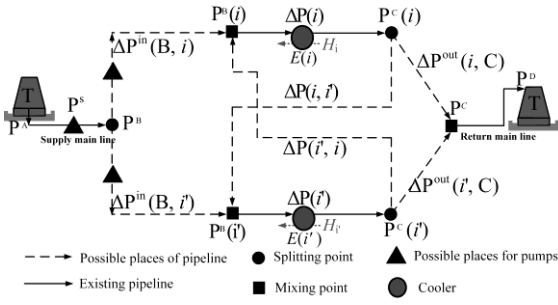 P^B(i) ΔP(i) P^C(i)
ΔP^in(B, i) E(i) H_i ΔP^out(i, C)
T P^S ΔP(i, i') P^C P^D
P^A P^B T
Supply main line ΔP(i', i) Return main line
ΔP^in(B, i') ΔP(i') ΔP^out(i', C)
P^B(i') E(i') H_i' P^C(i')
Possible places of pipeline Splitting point Possible places for pumps
Existing pipeline Mixing point Cooler